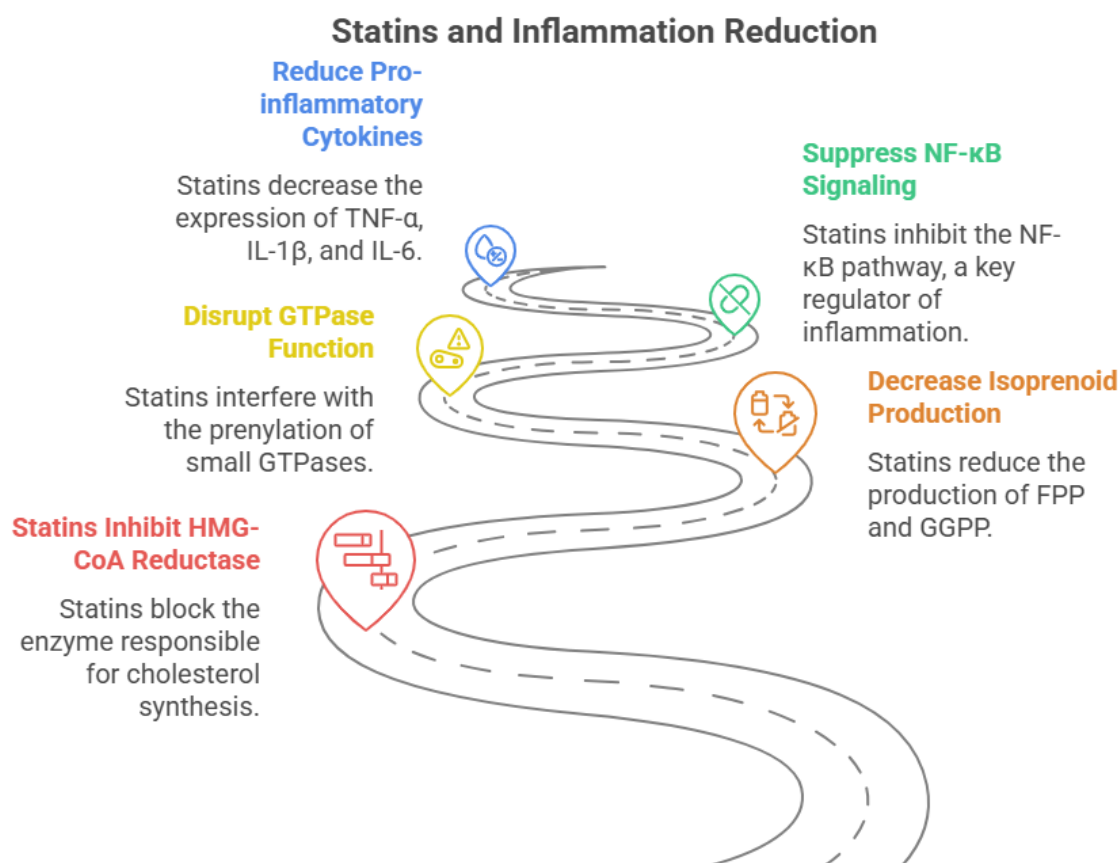 Statins and Inflammation Reduction
Reduce Pro-
inflammatory
Cytokines
Statins decrease the
expression of TNF-α,
IL-1β, and IL-6.
Suppress NF-κB
Signaling
Statins inhibit the NF-
κB pathway, a key
regulator of
inflammation.
Disrupt GTPase
Function
Statins interfere with
the prenylation of
small GTPases.
Decrease Isoprenoid
Production
Statins reduce the
production of FPP
and GGPP.
Statins Inhibit HMG-
CoA Reductase
Statins block the
enzyme responsible
for cholesterol
synthesis.